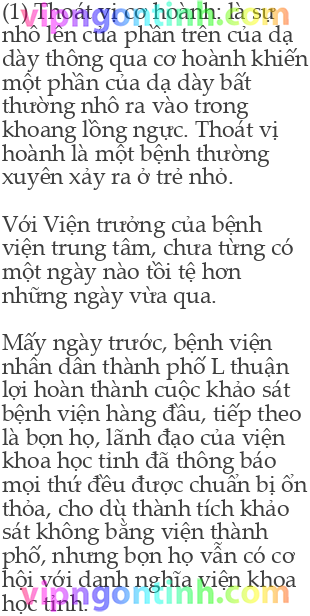 (1) Thoát vị cơ hoành: là sự
nhô lên của phần trên của dạ
dày thông qua cơ hoành khiến
một phần của dạ dày bất
thường nhô ra vào trong
khoang lồng ngực. Thoát vị
hoành là một bệnh thường
xuyên xảy ra ở trẻ nhỏ.
Với Viện trưởng của bệnh
viện trung tâm, chưa từng có
một ngày nào tồi tệ hơn
những ngày vừa qua.
Mấy ngày trước, bệnh viện
nhân dân thành phố L thuận
lợi hoàn thành cuộc khảo sát
bệnh viện hàng đầu, tiếp theo
là bọn họ, lãnh đạo của viện
khoa học tỉnh đã thông báo
mọi thứ đều được chuẩn bị ổn
thỏa, cho dù thành tích khảo
sát không bằng viện thành
phố, nhưng bọn họ vẫn có cơ
hội với danh nghĩa viện khoa
học tỉnh.
vipngontinh.com
vipngontinh.com